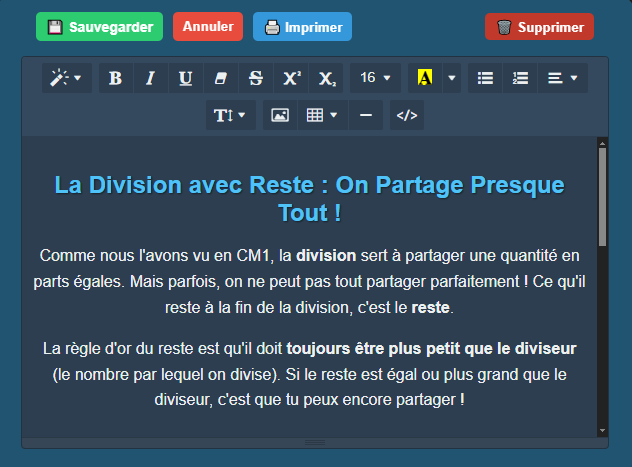 Sauvegarder Annuler Imprimer Supprimer
B I U S X² X₂ 16 A
T </>
La Division avec Reste : On Partage Presque
Tout !
Comme nous l'avons vu en CM1, la division sert à partager une quantité en
parts égales. Mais parfois, on ne peut pas tout partager parfaitement ! Ce qu'il
reste à la fin de la division, c'est le reste.
La règle d'or du reste est qu'il doit toujours être plus petit que le diviseur
(le nombre par lequel on divise). Si le reste est égal ou plus grand que le
diviseur, c'est que tu peux encore partager !